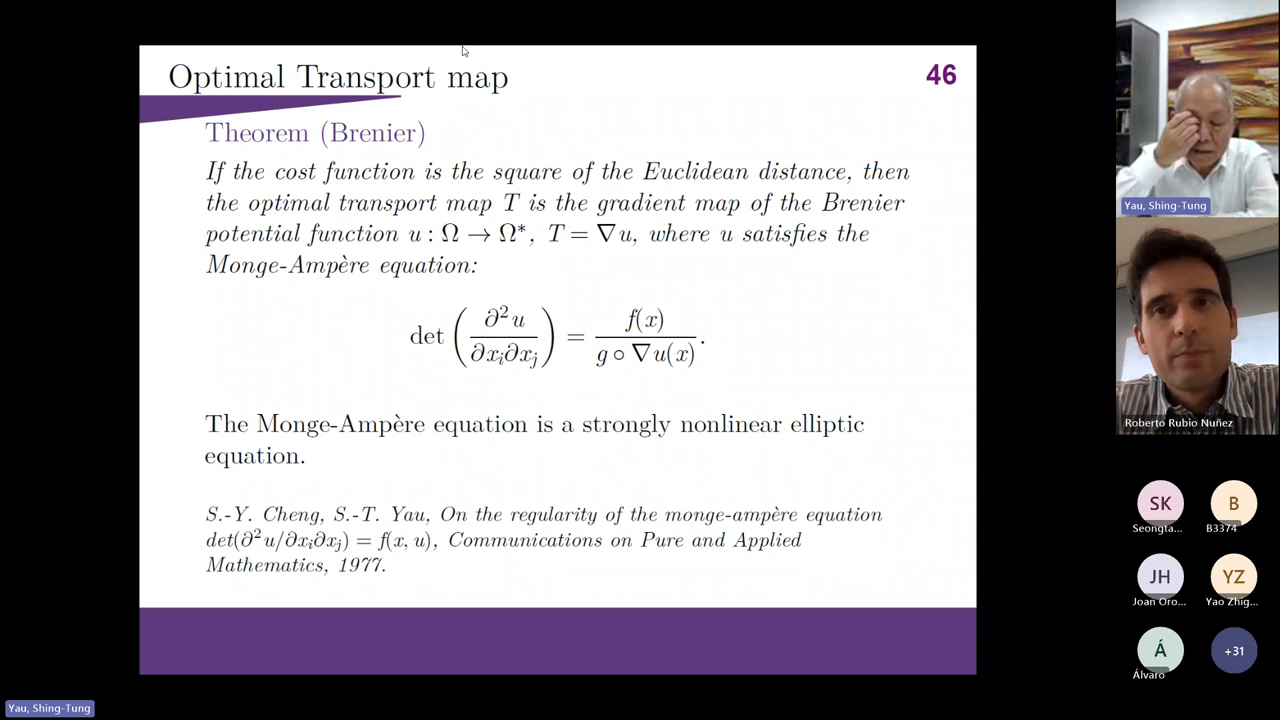 Optimal Transport map
46
Theorem (Brenier)
If the cost function is the square of the Euclidean distance, then
the optimal transport map T is the gradient map of the Brenier
potential function u : Ω → Ω*, T = ∇u, where u satisfies the
Monge-Ampère equation:
det (∂²u / ∂xᵢ∂xⱼ) = f(x) / g ∘ ∇u(x).
The Monge-Ampère equation is a strongly nonlinear elliptic
equation.
S.-Y. Cheng, S.-T. Yau, On the regularity of the monge-ampère equation
det(∂²u/∂xᵢ∂xⱼ) = f(x, u), Communications on Pure and Applied
Mathematics, 1977.
Yau, Shing-Tung
Roberto Rubio Nuñez
SK
Seongta...
B
B3374
JH
Joan Oro...
YZ
Yao Zhig...
Á
Álvaro
+31
Yau, Shing-Tung